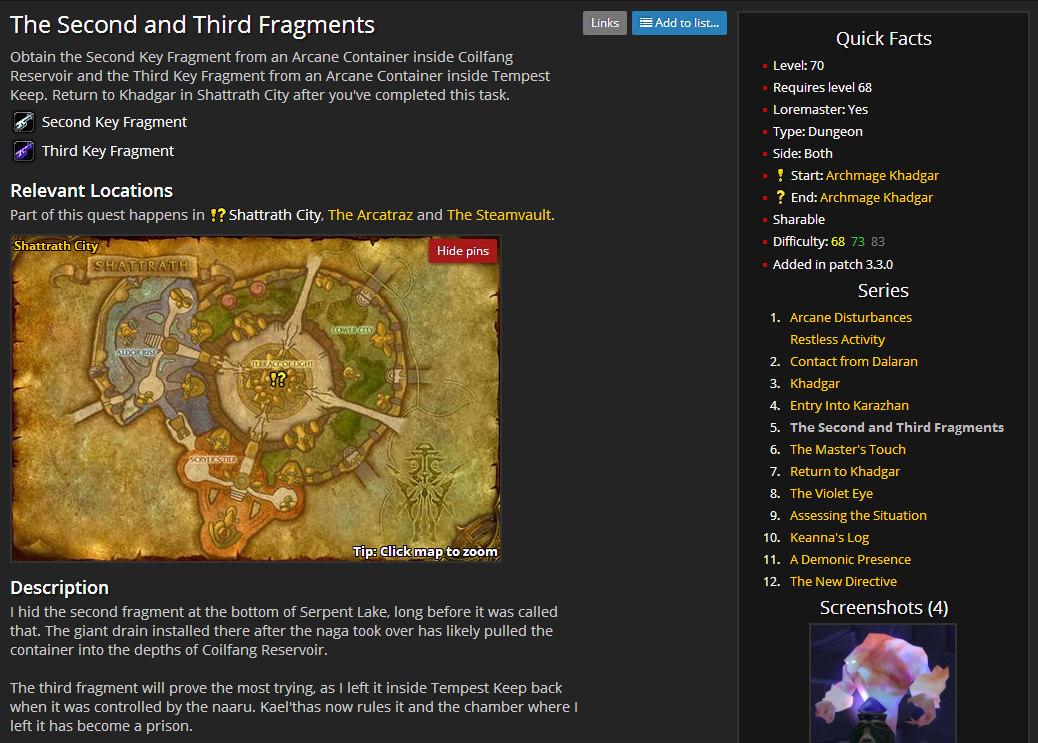 The Second and Third Fragments
Links
Add to list...
Obtain the Second Key Fragment from an Arcane Container inside Coilfang
Reservoir and the Third Key Fragment from an Arcane Container inside Tempest
Keep. Return to Khadgar in Shattrath City after you've completed this task.
Second Key Fragment
Third Key Fragment
Relevant Locations
Part of this quest happens in !? Shattrath City, The Arcatraz and The Steamvault.
Shattrath City
Hide pins
SHATTRATH
LOWER CITY
ALDOR RISE
TERRACE OF LIGHT
!?
SCRYER'S TIER
Tip: Click map to zoom
Description
I hid the second fragment at the bottom of Serpent Lake, long before it was called
that. The giant drain installed there after the naga took over has likely pulled the
container into the depths of Coilfang Reservoir.
The third fragment will prove the most trying, as I left it inside Tempest Keep back
when it was controlled by the naaru. Kael'thas now rules it and the chamber where I
left it has become a prison.
Quick Facts
Level: 70
Requires level 68
Loremaster: Yes
Type: Dungeon
Side: Both
! Start: Archmage Khadgar
? End: Archmage Khadgar
Sharable
Difficulty: 68 73 83
Added in patch 3.3.0
Series
1. Arcane Disturbances
Restless Activity
2. Contact from Dalaran
3. Khadgar
4. Entry Into Karazhan
5. The Second and Third Fragments
6. The Master's Touch
7. Return to Khadgar
8. The Violet Eye
9. Assessing the Situation
10. Keanna's Log
11. A Demonic Presence
12. The New Directive
Screenshots (4)